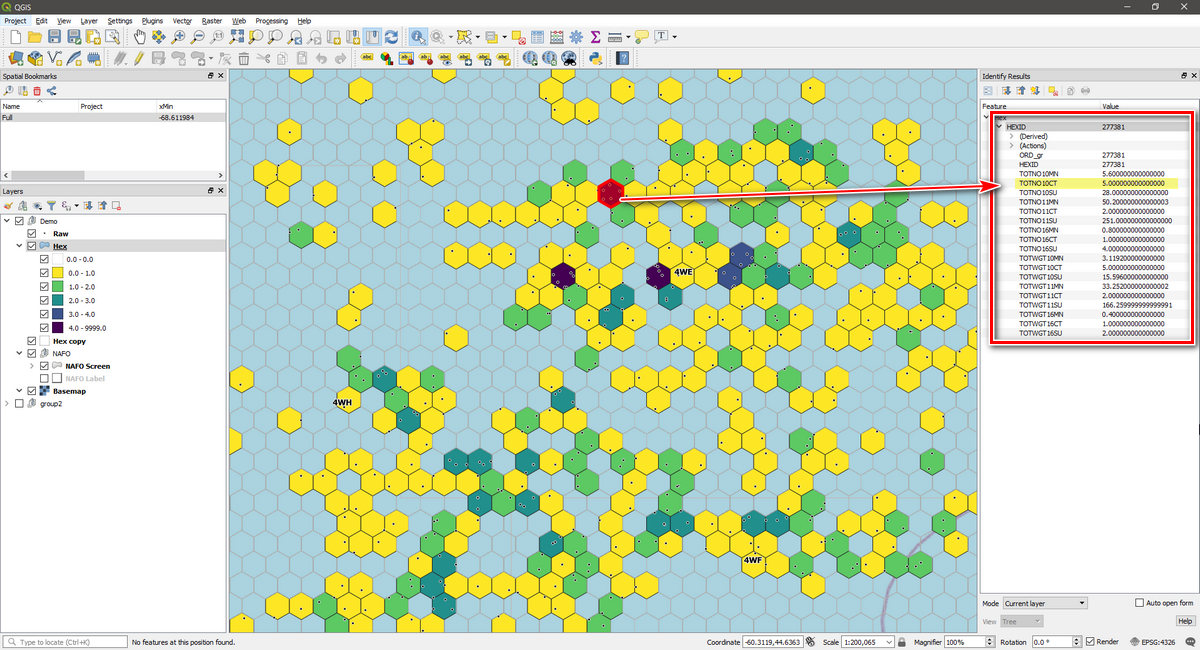 QGIS
Project Edit View Layer Settings Plugins Vector Raster Web Processing Help
Spatial Bookmarks
Name Project xMin
Full -68.611984
Layers
Demo
Raw
Hex
0.0 - 0.0
0.0 - 1.0
1.0 - 2.0
2.0 - 3.0
3.0 - 4.0
4.0 - 9999.0
Hex copy
NAFO
NAFO Screen
NAFO Label
Basemap
group2
4WE
4WH
4WF
Identify Results
Feature Value
Hex
HEXID 277381
(Derived)
(Actions)
ORD_gr 277381
HEXID 277381
TOTNO10MN 5.600000000000000
TOTNO10CT 5.000000000000000
TOTNO10SU 28.000000000000000
TOTNO11MN 50.200000000000003
TOTNO11CT 2.000000000000000
TOTNO11SU 251.000000000000000
TOTNO16MN 0.800000000000000
TOTNO16CT 1.000000000000000
TOTNO16SU 4.000000000000000
TOTWGT10MN 3.119200000000000
TOTWGT10CT 5.000000000000000
TOTWGT10SU 15.596000000000000
TOTWGT11MN 33.252000000000002
TOTWGT11CT 2.000000000000000
TOTWGT11SU 166.259999999999991
TOTWGT16MN 0.400000000000000
TOTWGT16CT 1.000000000000000
TOTWGT16SU 2.000000000000000
Mode Current layer Auto open form
View Tree Help
Type to locate (Ctrl+K) No features at this position found. Coordinate -60.3119,44.6363 Scale 1:200,065 Magnifier 100% Rotation 0.0 ° Render EPSG:4326